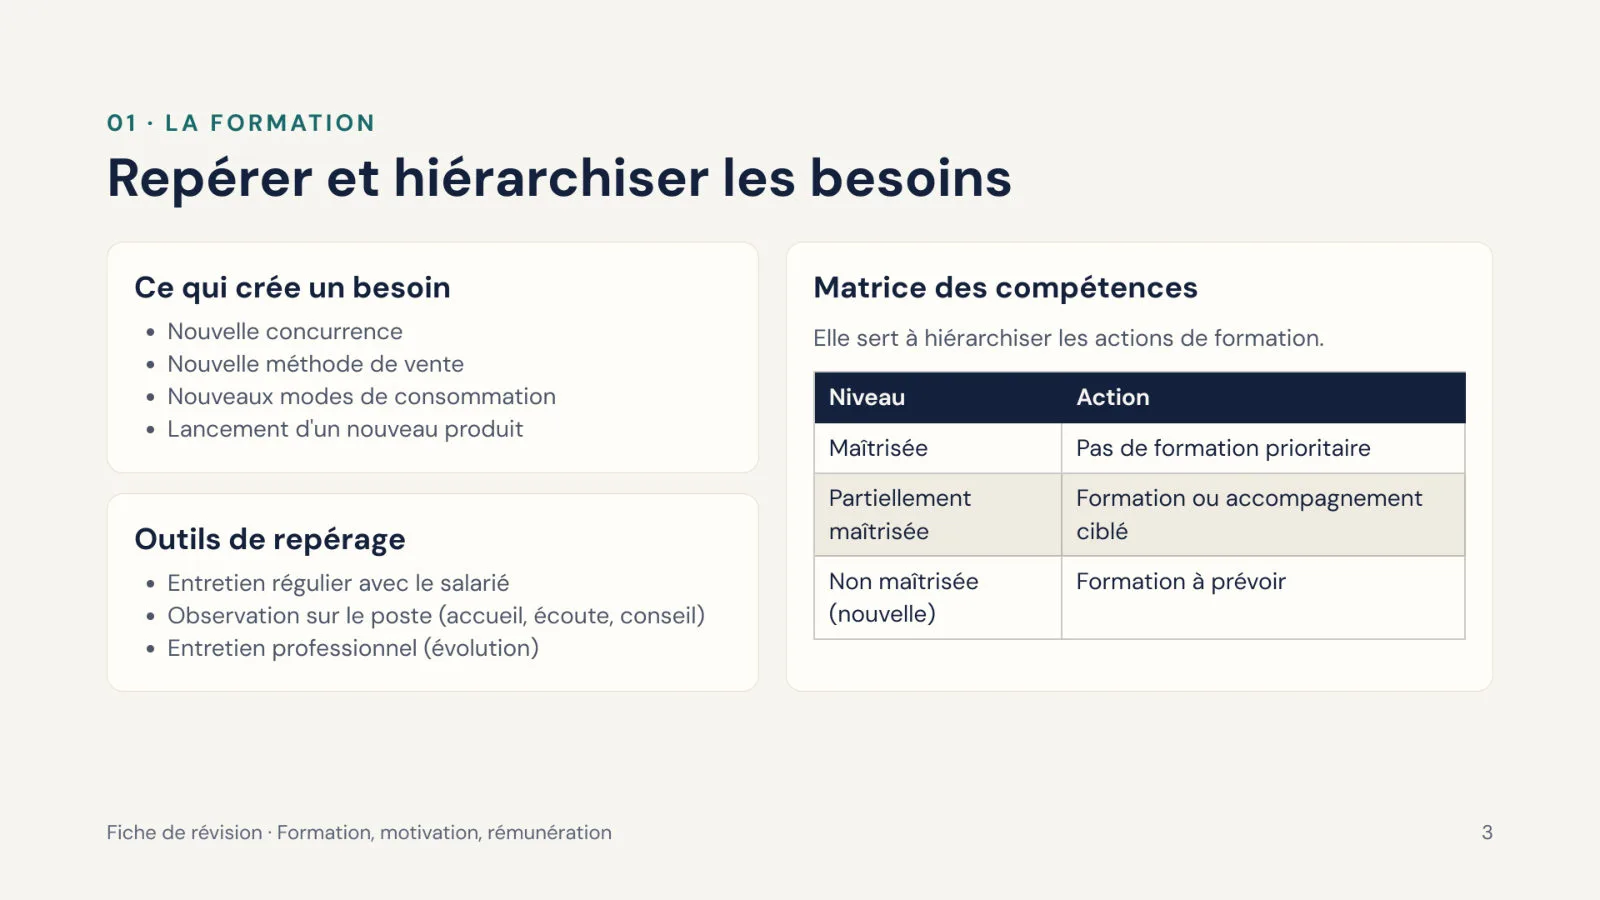 01 · LA FORMATION
Repérer et hiérarchiser les besoins
Ce qui crée un besoin
• Nouvelle concurrence
• Nouvelle méthode de vente
• Nouveaux modes de consommation
• Lancement d'un nouveau produit
Outils de repérage
• Entretien régulier avec le salarié
• Observation sur le poste (accueil, écoute, conseil)
• Entretien professionnel (évolution)
Matrice des compétences
Elle sert à hiérarchiser les actions de formation.
Niveau Action
Maîtrisée Pas de formation prioritaire
Partiellement Formation ou accompagnement
maîtrisée ciblé
Non maîtrisée Formation à prévoir
(nouvelle)
Fiche de révision · Formation, motivation, rémunération 3